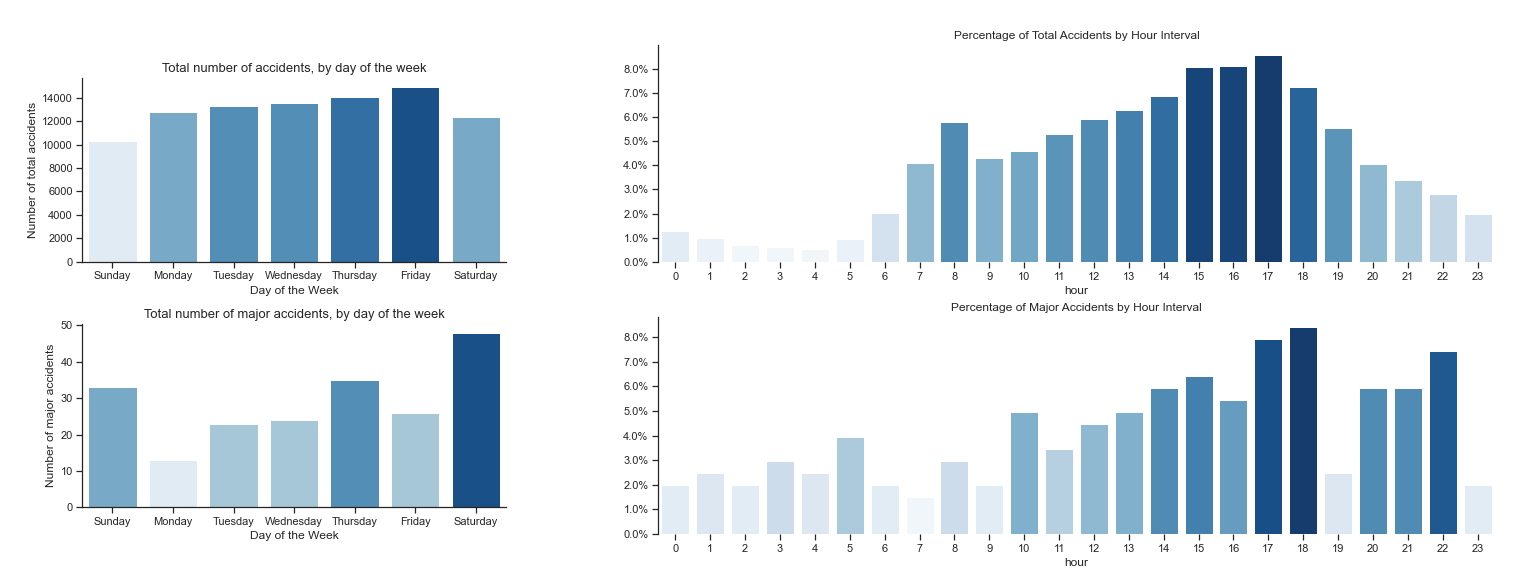 Total number of accidents, by day of the week
Number of total accidents
14000
12000
10000
8000
6000
4000
2000
0
Sunday Monday Tuesday Wednesday Thursday Friday Saturday
Day of the Week
Percentage of Total Accidents by Hour Interval
8.0%
7.0%
6.0%
5.0%
4.0%
3.0%
2.0%
1.0%
0.0%
0 1 2 3 4 5 6 7 8 9 10 11 12 13 14 15 16 17 18 19 20 21 22 23
hour
Total number of major accidents, by day of the week
Number of major accidents
50
40
30
20
10
0
Sunday Monday Tuesday Wednesday Thursday Friday Saturday
Day of the Week
Percentage of Major Accidents by Hour Interval
8.0%
7.0%
6.0%
5.0%
4.0%
3.0%
2.0%
1.0%
0.0%
0 1 2 3 4 5 6 7 8 9 10 11 12 13 14 15 16 17 18 19 20 21 22 23
hour